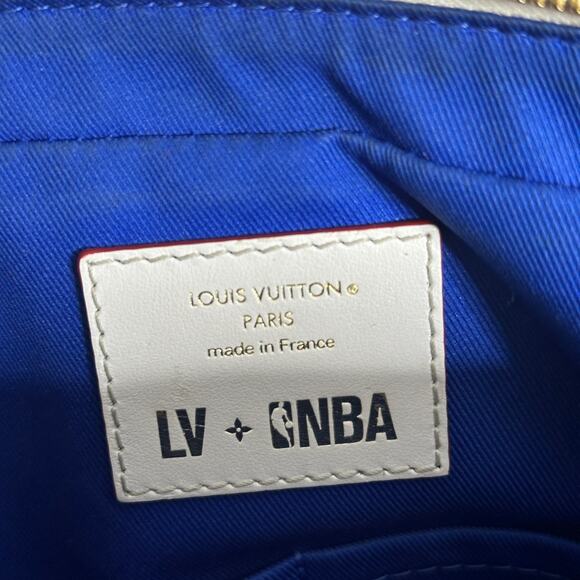 LOUIS VUITTON®
PARIS
made in France
LV NBA